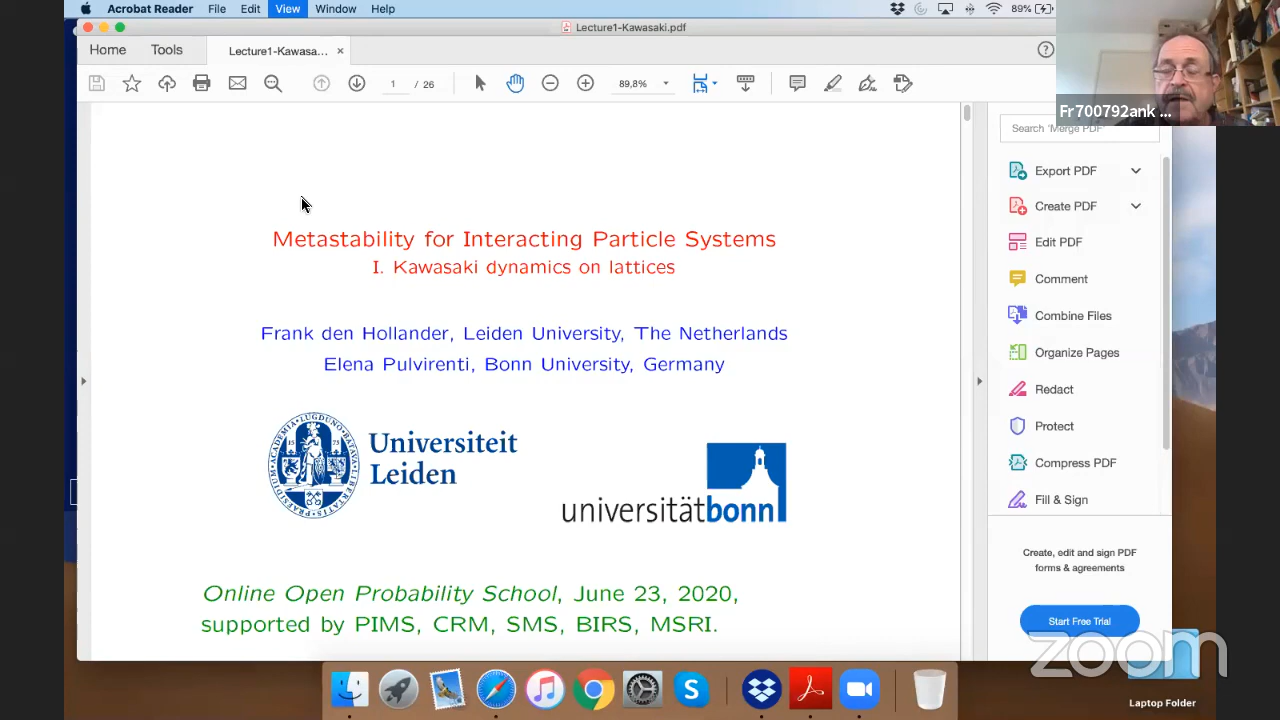 Acrobat Reader File Edit View Window Help 89%
Lecture1-Kawasaki.pdf
Home Tools Lecture1-Kawasa... ×
1 / 26 89,8%
Fr700792ank ...
Search 'Merge PDF'
Export PDF
Create PDF
Edit PDF
Comment
Combine Files
Organize Pages
Redact
Protect
Compress PDF
Fill & Sign
Create, edit and sign PDF
forms & agreements
Start Free Trial
Metastability for Interacting Particle Systems
I. Kawasaki dynamics on lattices
Frank den Hollander, Leiden University, The Netherlands
Elena Pulvirenti, Bonn University, Germany
Universiteit
Leiden
universitätbonn
Online Open Probability School, June 23, 2020,
supported by PIMS, CRM, SMS, BIRS, MSRI.
zoom
Laptop Folder